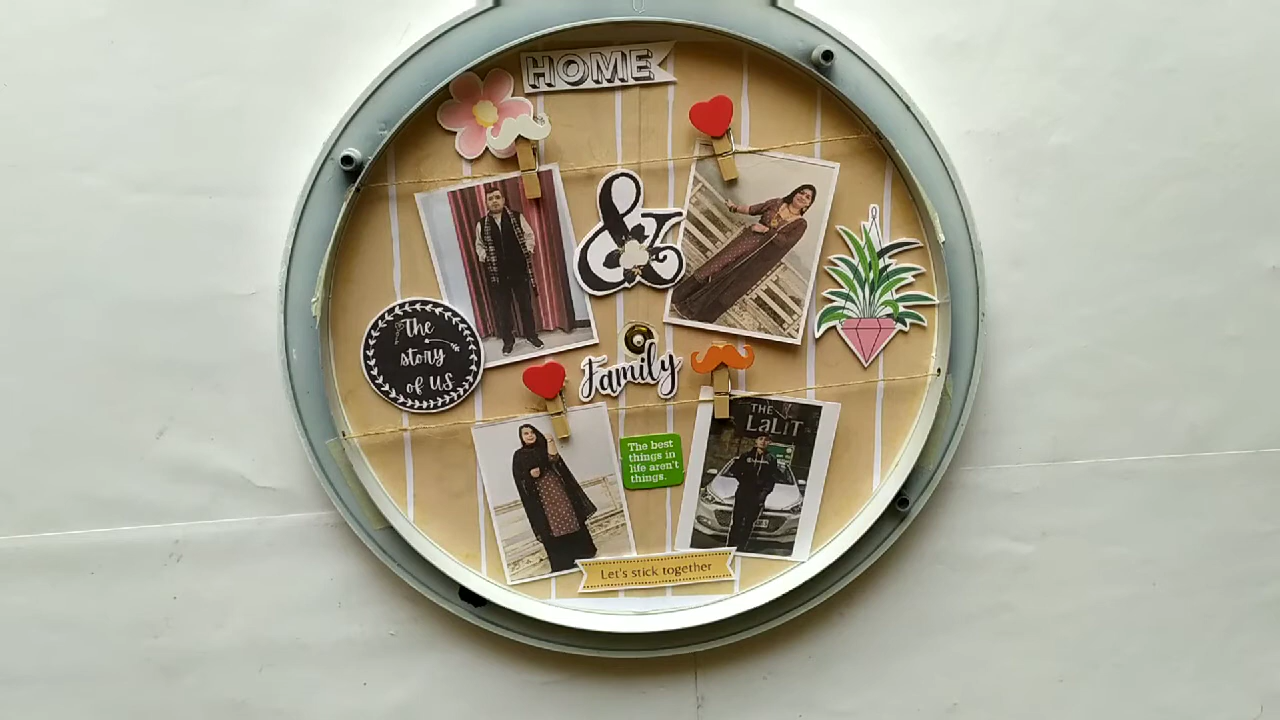 HOME
&
The
story
of us
Family
The best
things in
life aren't
things.
THE
LaLiT
Let's stick together